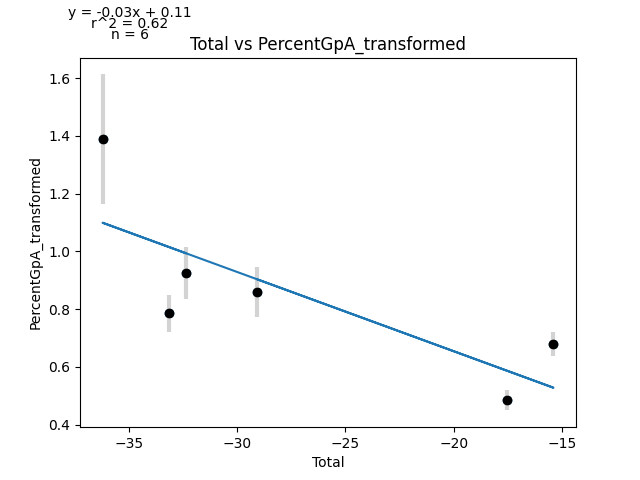 y = -0.03x + 0.11
r^2 = 0.62
n = 6
Total vs PercentGpA_transformed
PercentGpA_transformed
1.6
1.4
1.2
1.0
0.8
0.6
0.4
−35
−30
−25
−20
−15
Total